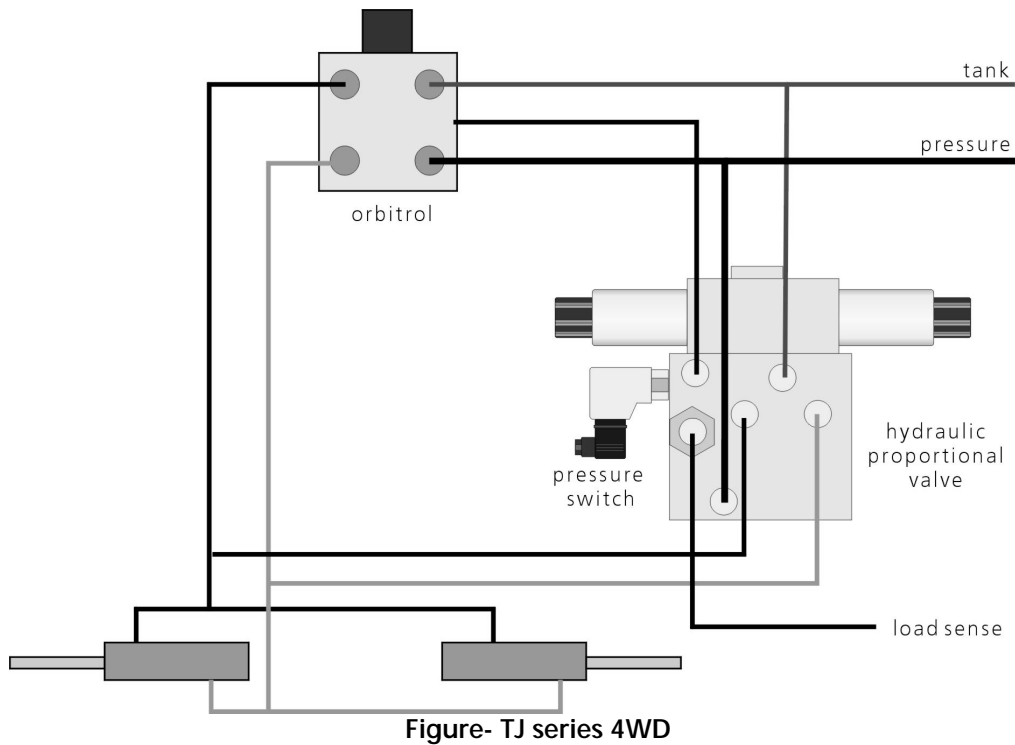 tank
pressure
orbitrol
hydraulic
proportional
valve
pressure
switch
load sense
Figure- TJ series 4WD